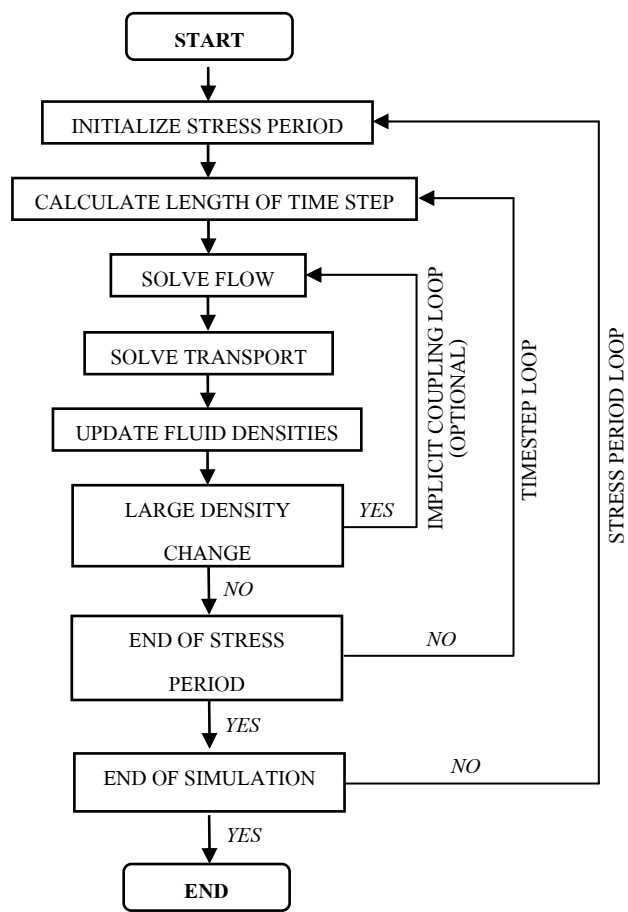 START
INITIALIZE STRESS PERIOD
CALCULATE LENGTH OF TIME STEP
SOLVE FLOW
SOLVE TRANSPORT
UPDATE FLUID DENSITIES
LARGE DENSITY
CHANGE
YES
NO
END OF STRESS
PERIOD
NO
YES
END OF SIMULATION
NO
YES
END
IMPLICIT COUPLING LOOP
(OPTIONAL)
TIMESTEP LOOP
STRESS PERIOD LOOP